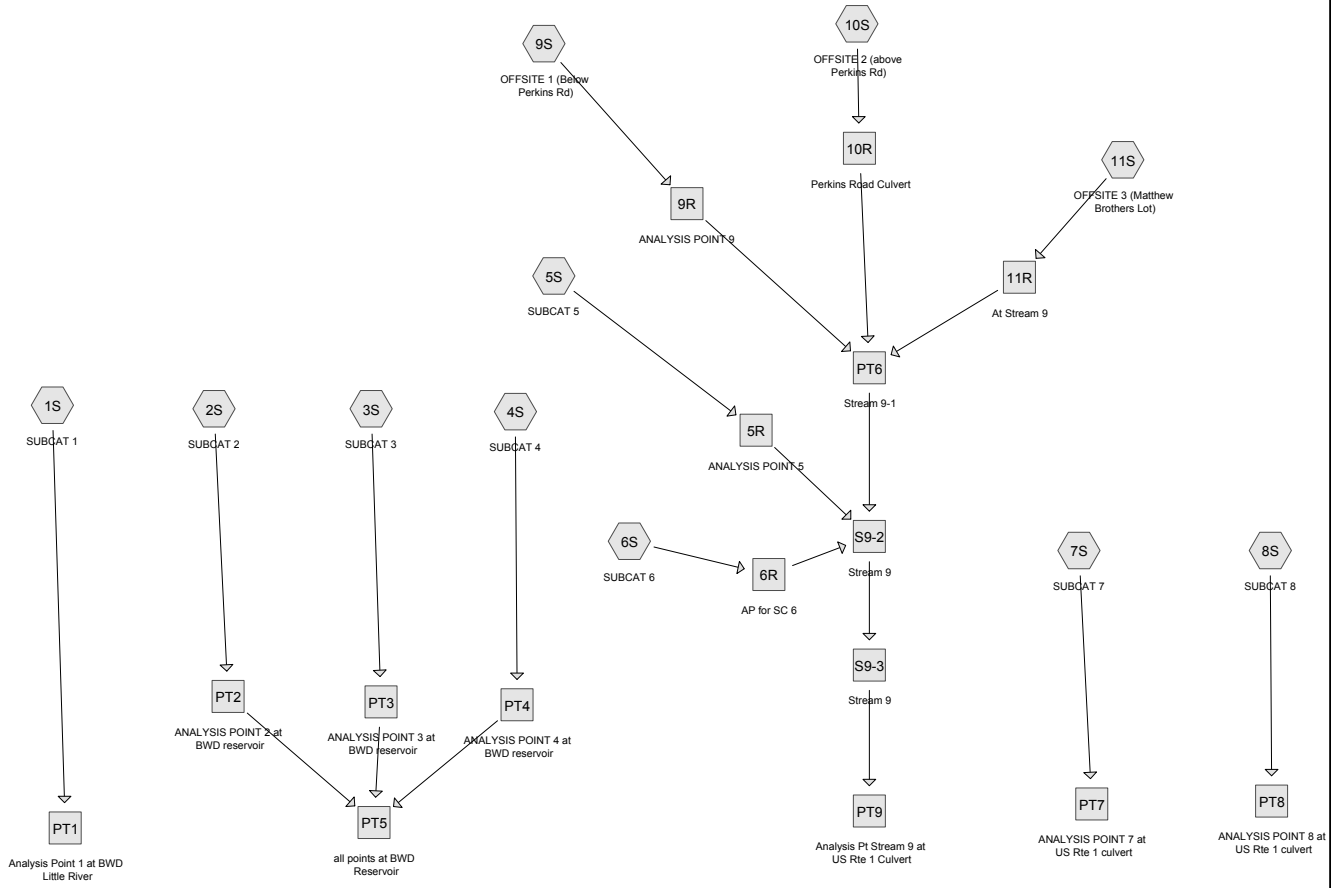 10S
OFFSITE 2 (above
Perkins Rd)
9S
OFFSITE 1 (Below
Perkins Rd)
10R
Perkins Road Culvert
11S
OFFSITE 3 (Matthew
Brothers Lot)
9R
ANALYSIS POINT 9
5S
SUBCAT 5
11R
At Stream 9
PT6
Stream 9-1
1S
SUBCAT 1
2S
SUBCAT 2
3S
SUBCAT 3
4S
SUBCAT 4
5R
ANALYSIS POINT 5
6S
SUBCAT 6
6R
AP for SC 6
S9-2
Stream 9
7S
SUBCAT 7
8S
SUBCAT 8
S9-3
Stream 9
PT2
ANALYSIS POINT 2 at
BWD reservoir
PT3
ANALYSIS POINT 3 at
BWD reservoir
PT4
ANALYSIS POINT 4 at
BWD reservoir
PT1
Analysis Point 1 at BWD
Little River
PT5
all points at BWD
Reservoir
PT9
Analysis Pt Stream 9 at
US Rte 1 Culvert
PT7
ANALYSIS POINT 7 at
US Rte 1 culvert
PT8
ANALYSIS POINT 8 at
US Rte 1 culvert